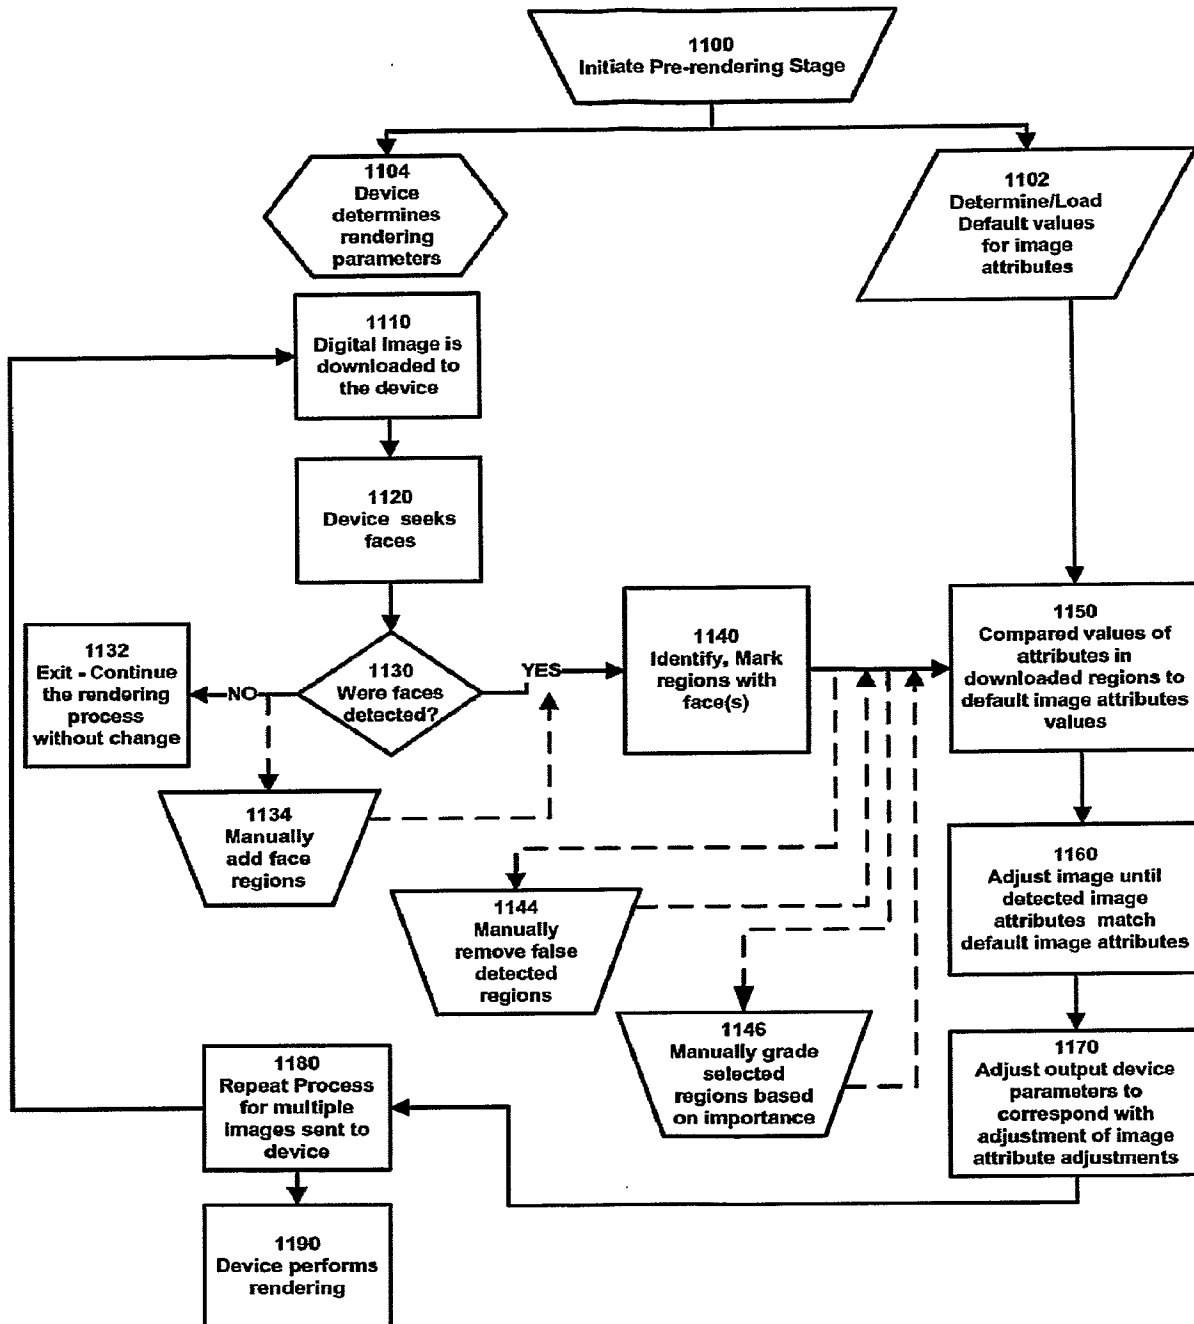 1100
Initiate Pre-rendering Stage
1104
Device
determines
rendering
parameters
1102
Determine/Load
Default values
for image
attributes
1110
Digital Image is
downloaded to
the device
1120
Device seeks
faces
1130
Were faces
detected?
NO
YES
1132
Exit - Continue
the rendering
process
without change
1134
Manually
add face
regions
1140
Identify, Mark
regions with
face(s)
1144
Manually
remove false
detected
regions
1146
Manually grade
selected
regions based
on importance
1150
Compared values of
attributes in
downloaded regions to
default image attributes
values
1160
Adjust image until
detected image
attributes match
default image attributes
1170
Adjust output device
parameters to
correspond with
adjustment of image
attribute adjustments
1180
Repeat Process
for multiple
images sent to
device
1190
Device performs
rendering